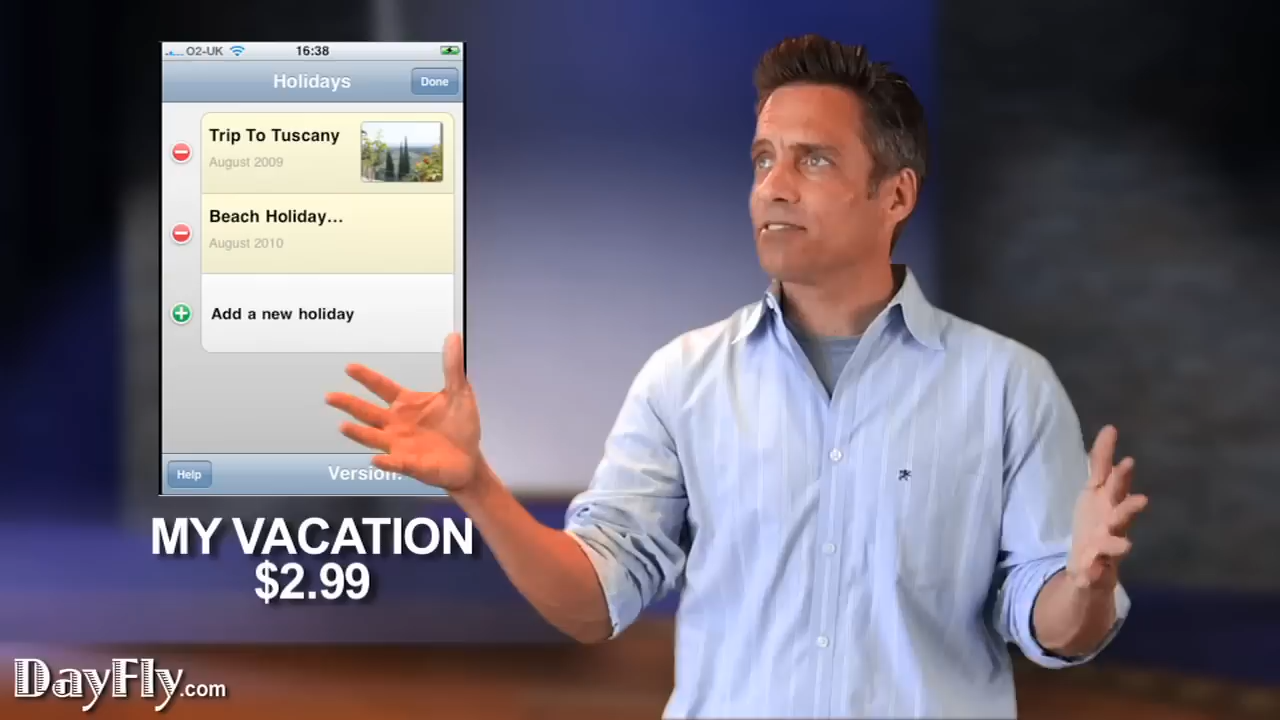 O2-UK 16:38
Holidays Done
Trip To Tuscany
August 2009
Beach Holiday...
August 2010
Add a new holiday
Help Version:
MY VACATION
$2.99
DayFly.com